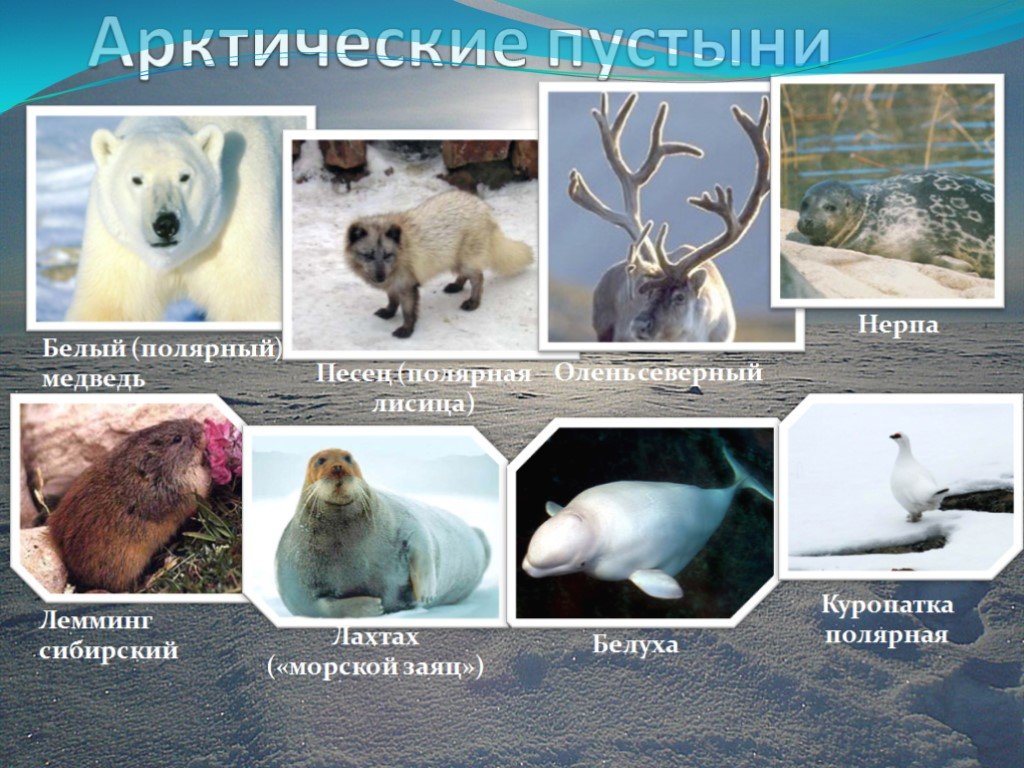 Арктические пустыни
Белый (полярный)
медведь
Песец (полярная
лисица)
Олень северный
Нерпа
Лемминг
сибирский
Лахтах
(«морской заяц»)
Белуха
Куропатка
полярная